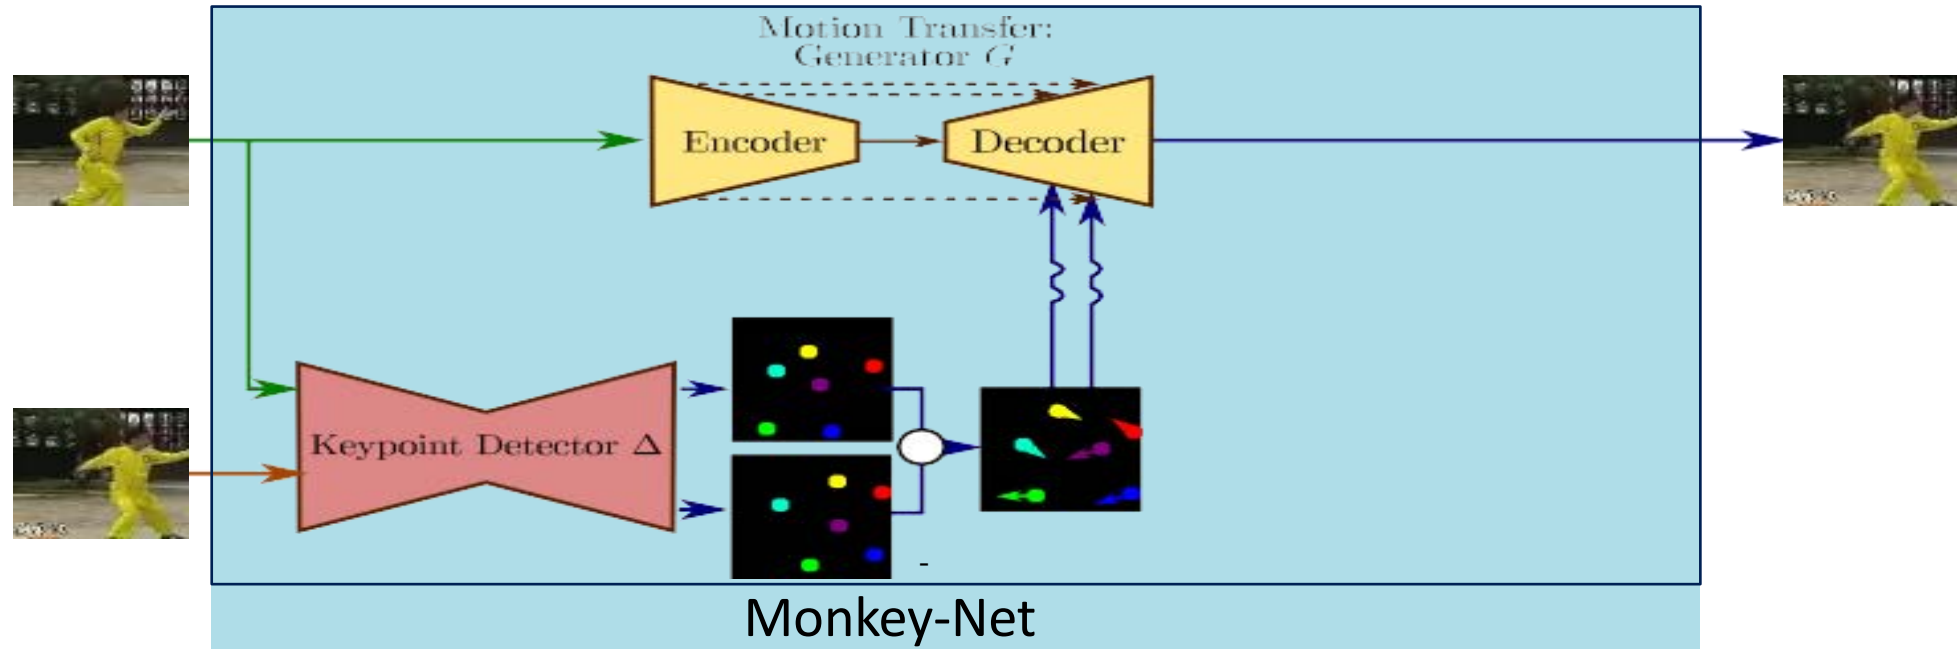 Motion Transfer:
Generator G
Encoder
Decoder
Keypoint Detector Δ
-
Monkey-Net